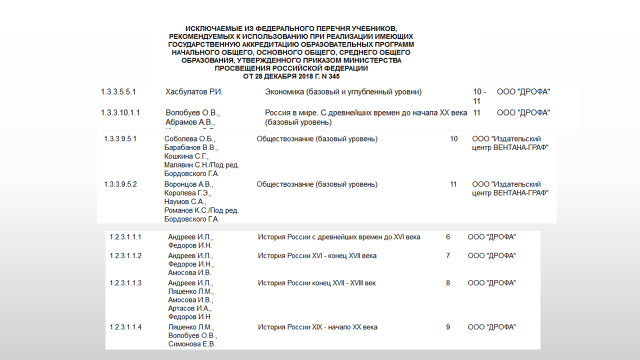 ИСКЛЮЧАЕМЫЕ ИЗ ФЕДЕРАЛЬНОГО ПЕРЕЧНЯ УЧЕБНИКОВ,
РЕКОМЕНДУЕМЫХ К ИСПОЛЬЗОВАНИЮ ПРИ РЕАЛИЗАЦИИ ИМЕЮЩИХ
ГОСУДАРСТВЕННУЮ АККРЕДИТАЦИЮ ОБРАЗОВАТЕЛЬНЫХ ПРОГРАММ
НАЧАЛЬНОГО ОБЩЕГО, ОСНОВНОГО ОБЩЕГО, СРЕДНЕГО ОБЩЕГО
ОБРАЗОВАНИЯ, УТВЕРЖДЕННОГО ПРИКАЗОМ МИНИСТЕРСТВА
ПРОСВЕЩЕНИЯ РОССИЙСКОЙ ФЕДЕРАЦИИ
ОТ 28 ДЕКАБРЯ 2018 Г. N 345
1.3.3.5.5.1 Хасбулатов Р.И. Экономика (базовый и углубленный уровни) 10 - ООО "ДРОФА"
11
1.3.3.10.1.1 Волобуев О.В., Россия в мире. С древнейших времен до начала XX века 11 ООО "ДРОФА"
Абрамов А.В., (базовый уровень)
1.3.3.9.5.1 Соболева О.Б., Обществознание (базовый уровень) 10 ООО "Издательский
Барабанов В.В., центр ВЕНТАНА-ГРАФ"
Кошкина С.Г.,
Малявин С.Н./Под ред.
Бордовского Г.А.
1.3.3.9.5.2 Воронцов А.В., Обществознание (базовый уровень) 11 ООО "Издательский
Королева Г.Э., центр ВЕНТАНА-ГРАФ"
Наумов С.А.,
Романов К.С./Под ред.
Бордовского Г.А.
1.2.3.1.1.1 Андреев И.Л., История России с древнейших времен до XVI века 6 ООО "ДРОФА"
Федоров И.Н.
1.2.3.1.1.2 Андреев И.Л., История России XVI - конец XVII века 7 ООО "ДРОФА"
Федоров И.Н.,
Амосова И.В.
1.2.3.1.1.3 Андреев И.Л., История России конец XVII - XVIII век 8 ООО "ДРОФА"
Ляшенко Л.М.,
Амосова И.В.,
Артасов И.А.,
Федоров И.Н
1.2.3.1.1.4 Ляшенко Л.М., История России XIX - начало XX века 9 ООО "ДРОФА"
Волобуев О.В.,
Симонова Е.В.